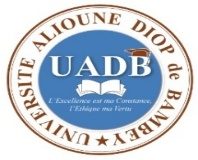 UNIVERSITE ALIOUNE DIOP de BAMBEY
UADB
L'Excellence est ma Constance,
l'Ethique ma Vertu